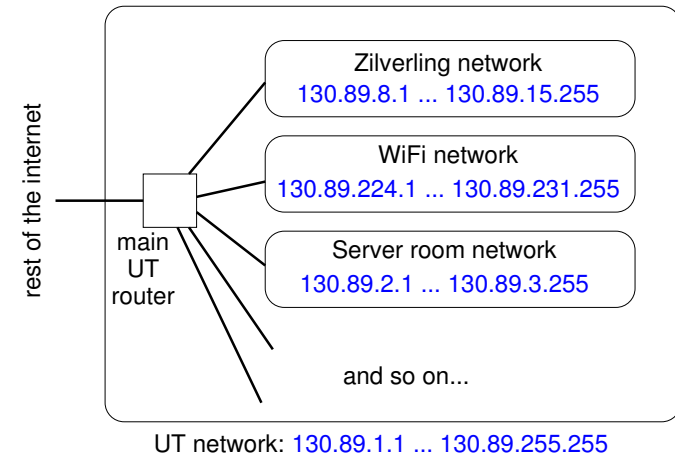 rest of the internet
main
UT
router
Zilverling network
130.89.8.1 ... 130.89.15.255
WiFi network
130.89.224.1 ... 130.89.231.255
Server room network
130.89.2.1 ... 130.89.3.255
and so on...
UT network: 130.89.1.1 ... 130.89.255.255